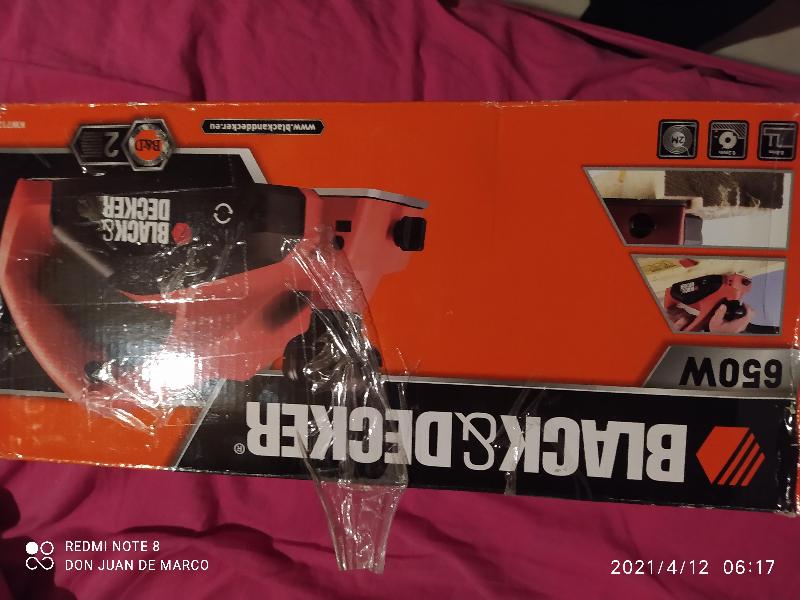 BLACK&DECKER®
650W
BLACK&
DECKER
www.blackanddecker.eu
B&D
2
2M
REDMI NOTE 8
DON JUAN DE MARCO
2021/4/12 06:17